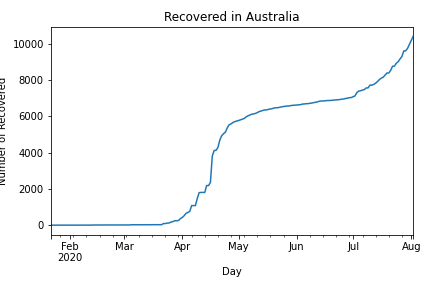 Recovered in Australia
10000
8000
6000
4000
2000
0
Number of Recovered
Feb Mar Apr May Jun Jul Aug
2020
Day